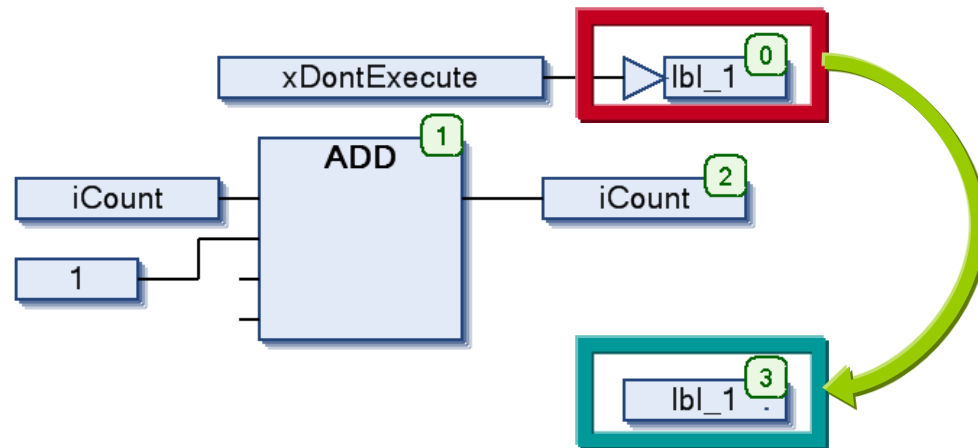 0
xDontExecute
lbl_1
1
ADD
iCount
2
iCount
1
3
lbl_1 :